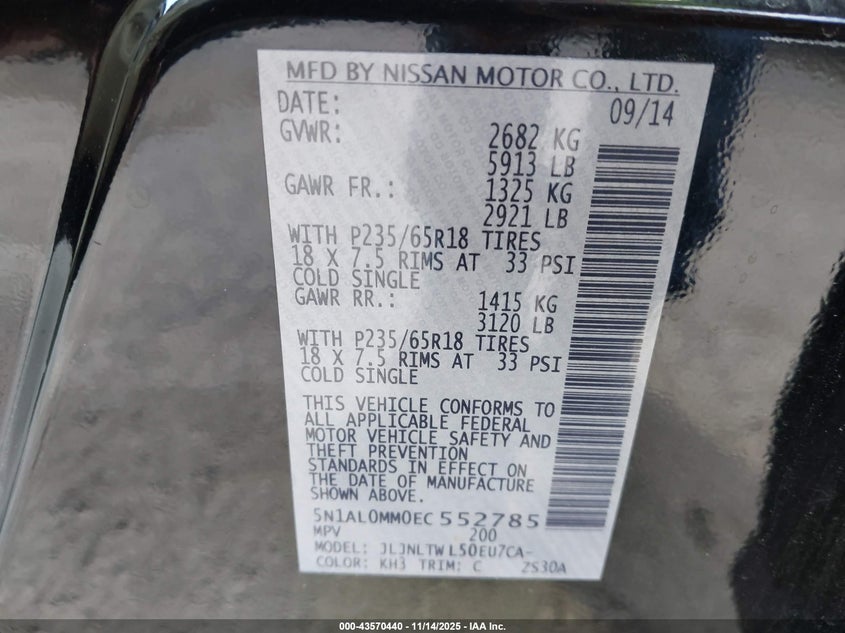 MFD BY NISSAN MOTOR CO., LTD.
DATE: 09/14
GVWR: 2682 KG
5913 LB
GAWR FR.: 1325 KG
2921 LB
WITH P235/65R18 TIRES
18 X 7.5 RIMS AT 33 PSI
COLD SINGLE
GAWR RR.: 1415 KG
3120 LB
WITH P235/65R18 TIRES
18 X 7.5 RIMS AT 33 PSI
COLD SINGLE
THIS VEHICLE CONFORMS TO
ALL APPLICABLE FEDERAL
MOTOR VEHICLE SAFETY AND
THEFT PREVENTION
STANDARDS IN EFFECT ON
THE DATE OF MANUFACTURE
SHOWN ABOVE.
5N1AL0MM0EC552785
MPV 200
MODEL: JLJNLTW L50EU7CA-
COLOR: KH3 TRIM: C 2S30A
000-43570440 - 11/14/2025 - IAA Inc.